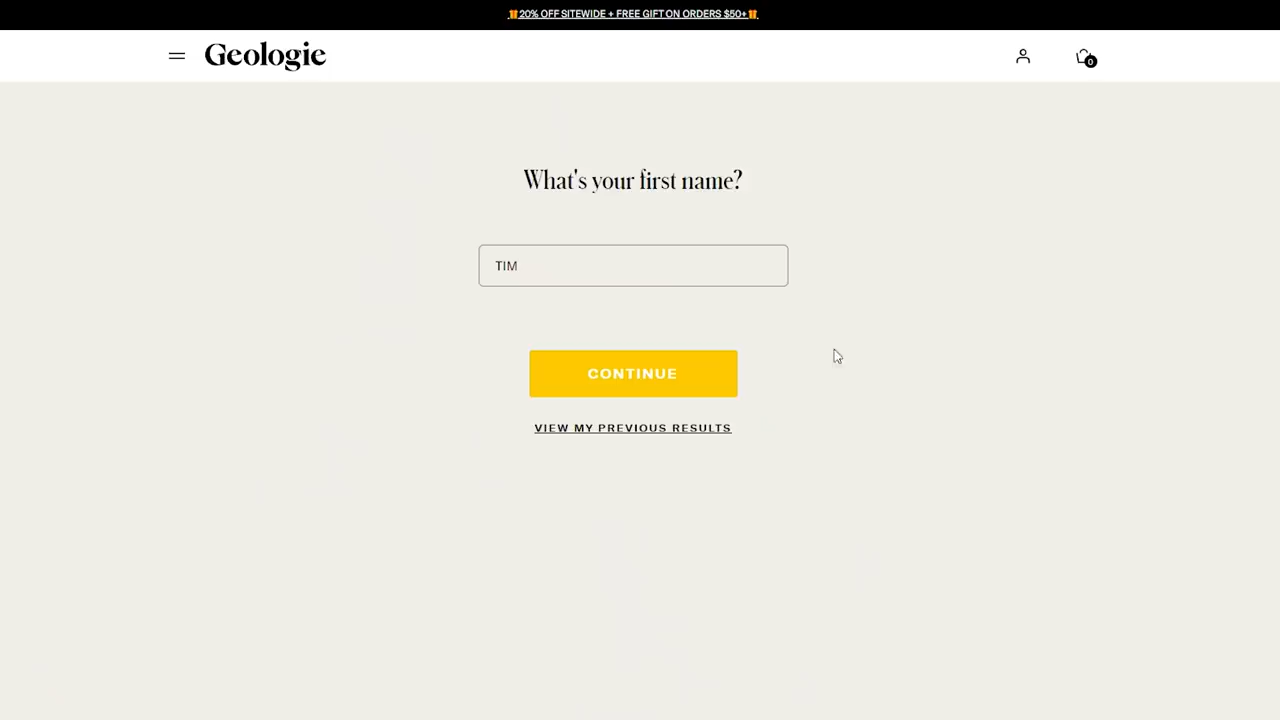 🎁20% OFF SITEWIDE + FREE GIFT ON ORDERS $50+🎁
Geologie
0
What's your first name?
TIM
CONTINUE
VIEW MY PREVIOUS RESULTS